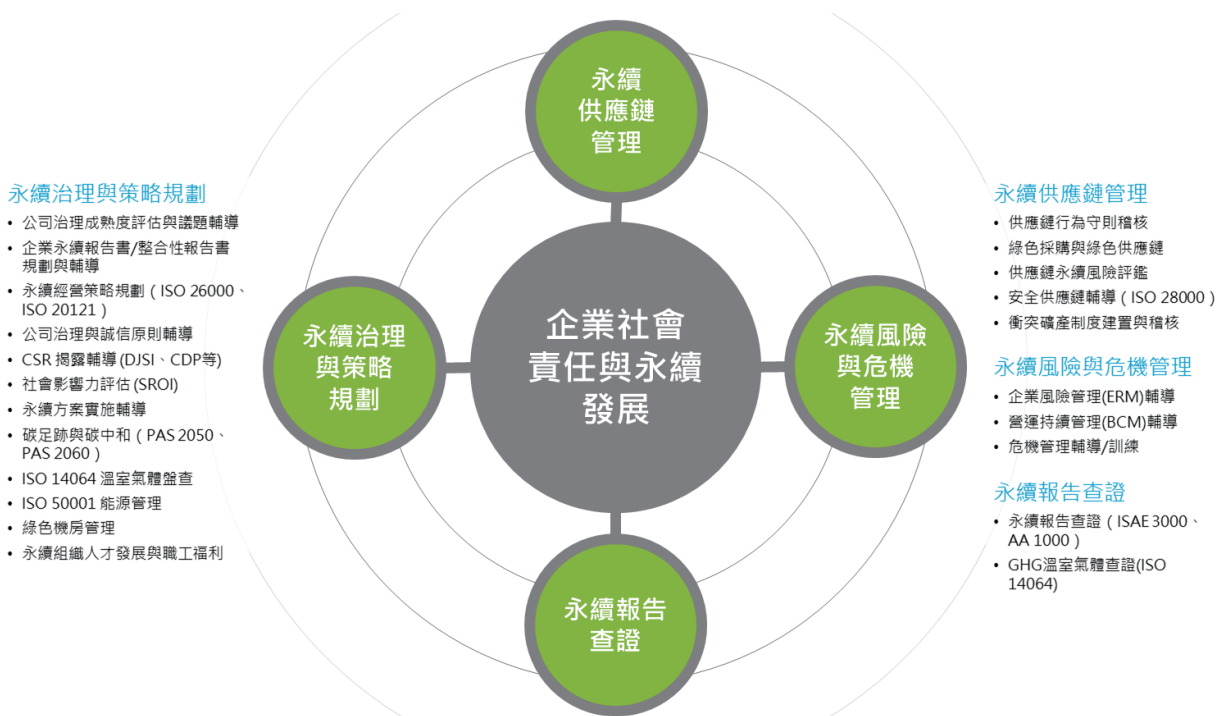 永續
供應鏈
管理
永續治理
與策略
規劃
企業社會
責任與永續
發展
永續風險
與危機
管理
永續報告
查證
永續治理與策略規劃
• 公司治理成熟度評估與議題輔導
• 企業永續報告書/整合性報告書
規劃與輔導
• 永續經營策略規劃（ISO 26000、
ISO 20121）
• 公司治理與誠信原則輔導
• CSR 揭露輔導(DJSI、CDP等)
• 社會影響力評估(SROI)
• 永續方案實施輔導
• 碳足跡與碳中和（PAS 2050、
PAS 2060）
• ISO 14064 溫室氣體盤查
• ISO 50001 能源管理
• 綠色機房管理
• 永續組織人才發展與職工福利
永續供應鏈管理
• 供應鏈行為守則稽核
• 綠色採購與綠色供應鏈
• 供應鏈永續風險評鑑
• 安全供應鏈輔導（ISO 28000）
• 衝突礦產制度建置與稽核
永續風險與危機管理
• 企業風險管理(ERM)輔導
• 營運持續管理(BCM)輔導
• 危機管理輔導/訓練
永續報告查證
• 永續報告查證（ISAE 3000、
AA 1000）
• GHG溫室氣體查證(ISO
14064)